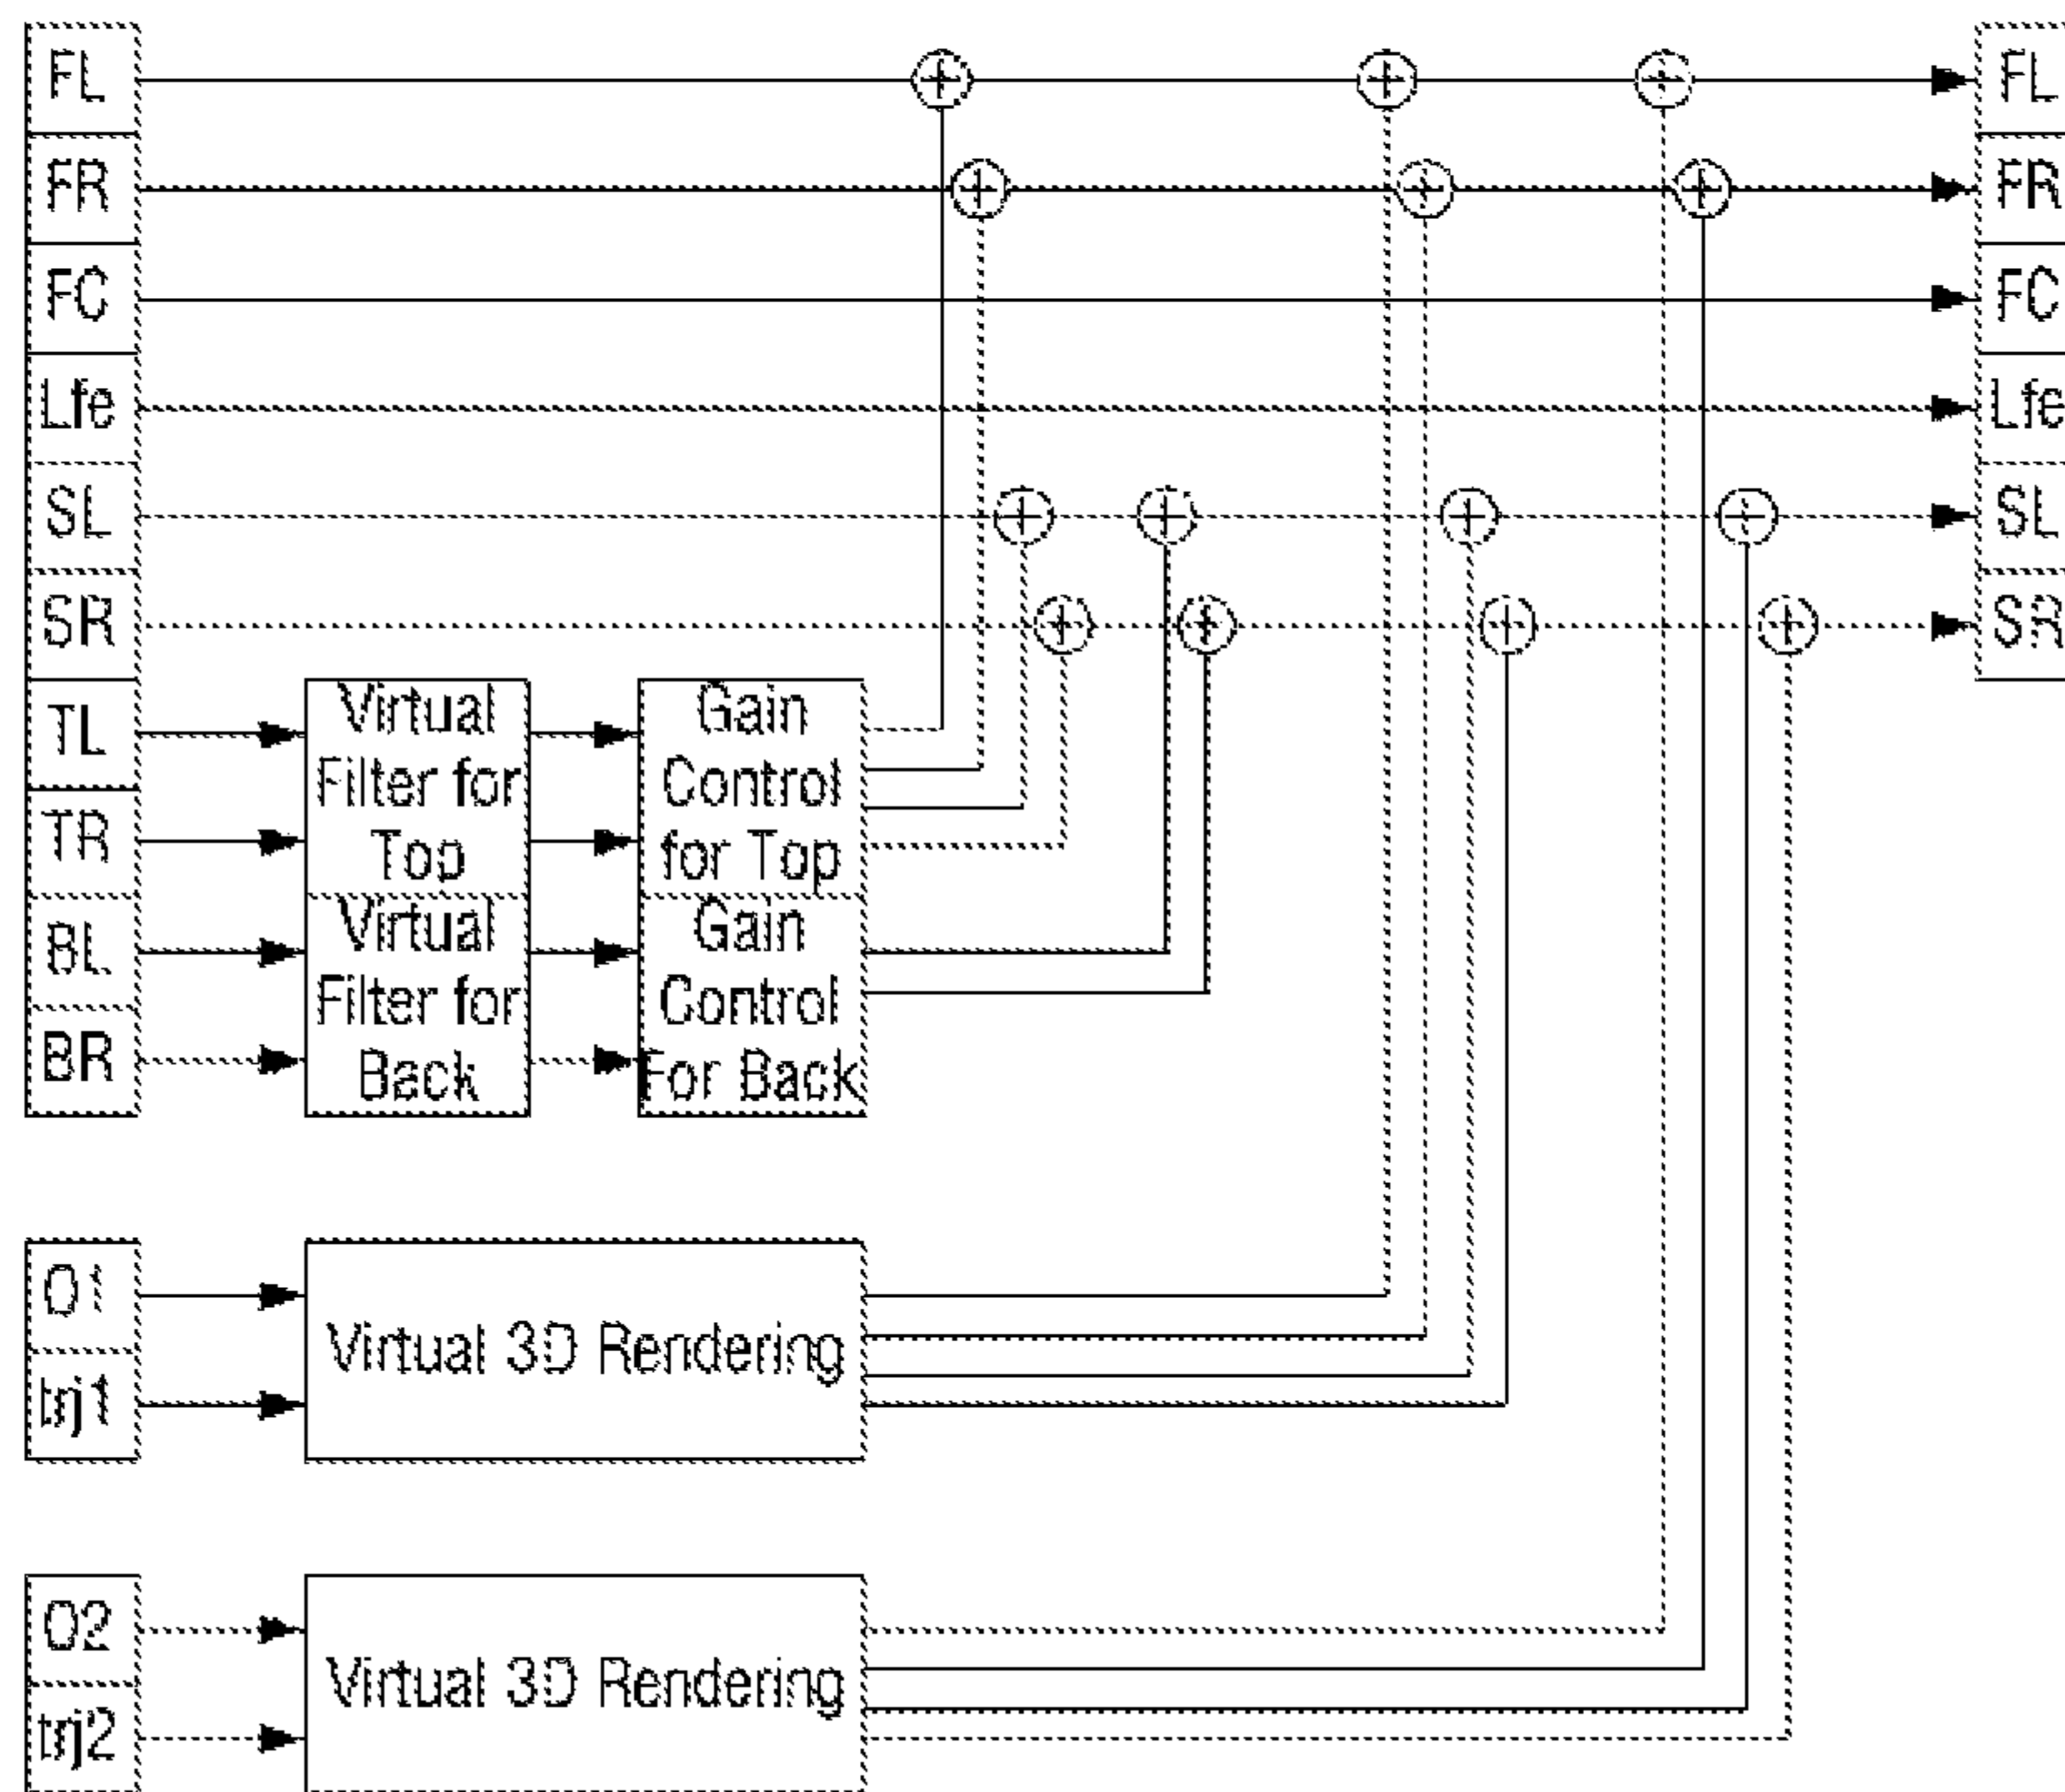 FL
FR
FC
Lfe
SL
SR
TL
TR
BL
BR
Virtual
Filter for
Top
Virtual
Filter for
Back
Gain
Control
for Top
Gain
Control
For Back
O1
trj1
Virtual 3D Rendering
O2
trj2
Virtual 3D Rendering
FL
FR
FC
Lfe
SL
SR